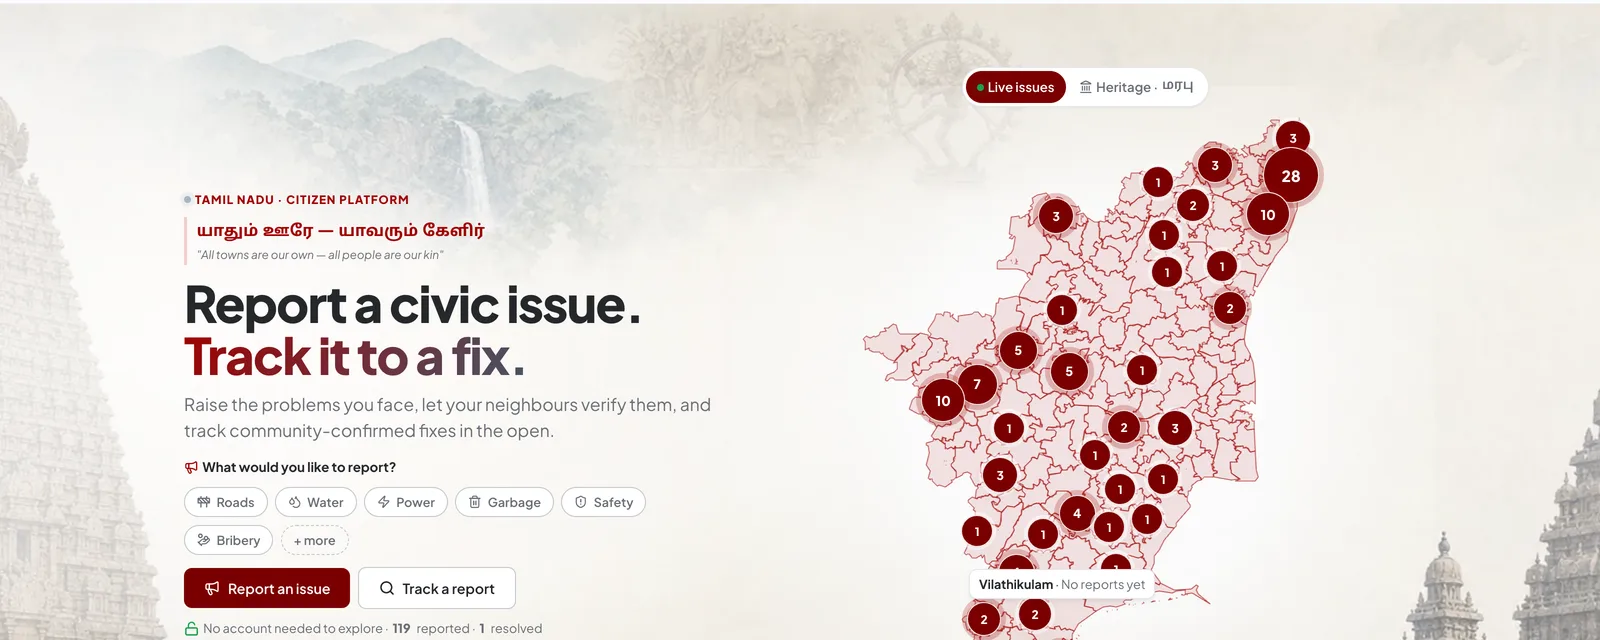 Live issues
Heritage · மரபு
TAMIL NADU · CITIZEN PLATFORM
யாதும் ஊரே — யாவரும் கேளிர்
"All towns are our own — all people are our kin"
Report a civic issue.
Track it to a fix.
Raise the problems you face, let your neighbours verify them, and
track community-confirmed fixes in the open.
What would you like to report?
Roads Water Power Garbage Safety
Bribery + more
Report an issue Track a report
No account needed to explore · 119 reported · 1 resolved
3
28
3
1
2
10
3
1
1
1
1
2
5
5
1
7
10
1
2
3
1
3
1
1
4
1
1
1
1
Vilathikulam · No reports yet
2
2